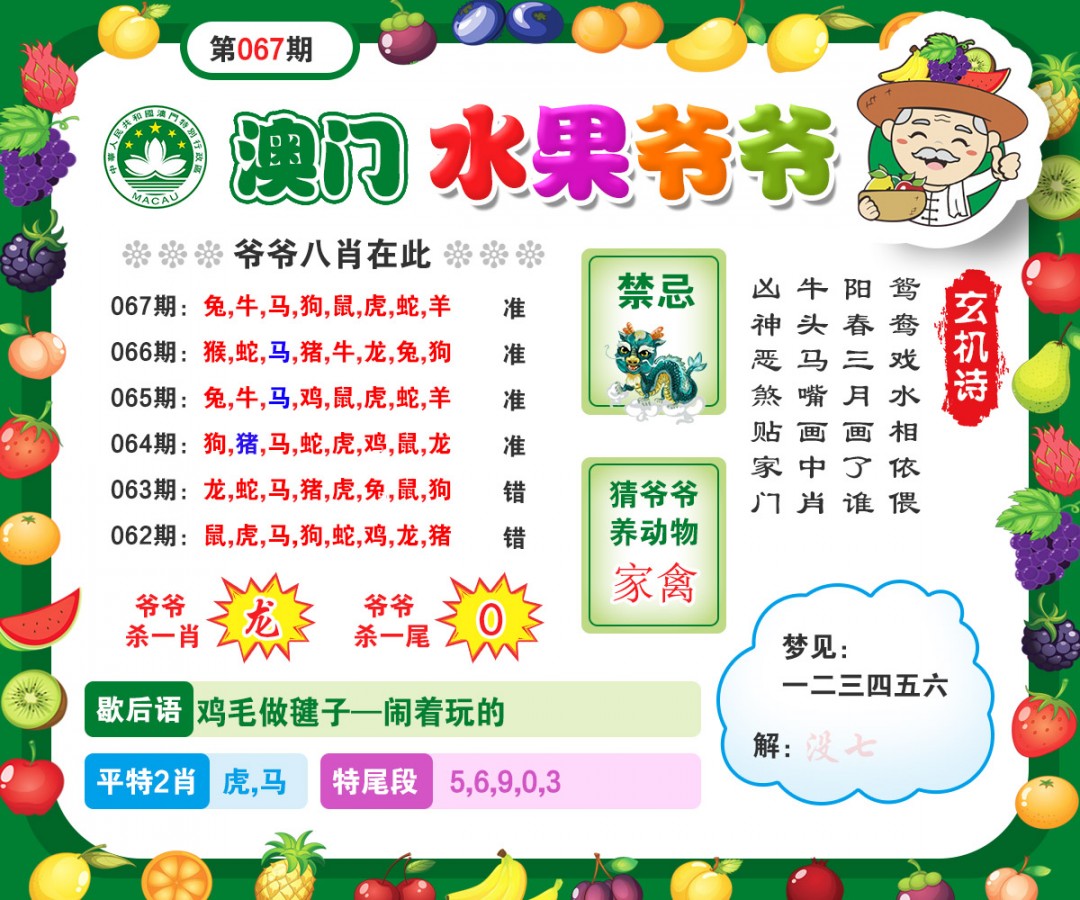 第067期
中華人民共和國澳門特別行政區
MACAU
澳门 水果爷爷
爷爷八肖在此
067期：兔,牛,马,狗,鼠,虎,蛇,羊 准
066期：猴,蛇,马,猪,牛,龙,兔,狗 准
065期：兔,牛,马,鸡,鼠,虎,蛇,羊 准
064期：狗,猪,马,蛇,虎,鸡,鼠,龙 准
063期：龙,蛇,马,猪,虎,兔,鼠,狗 错
062期：鼠,虎,马,狗,蛇,鸡,龙,猪 错
爷爷
杀一肖
龙
爷爷
杀一尾
0
禁忌
猜爷爷
养动物
家禽
玄机诗
鸳鸯戏水相依偎
阳春三月画了谁
牛头马嘴画中肖
凶神恶煞贴家门
歇后语 鸡毛做毽子—闹着玩的
平特2肖 虎,马
特尾段 5,6,9,0,3
梦见：
一二三四五六
解：没七